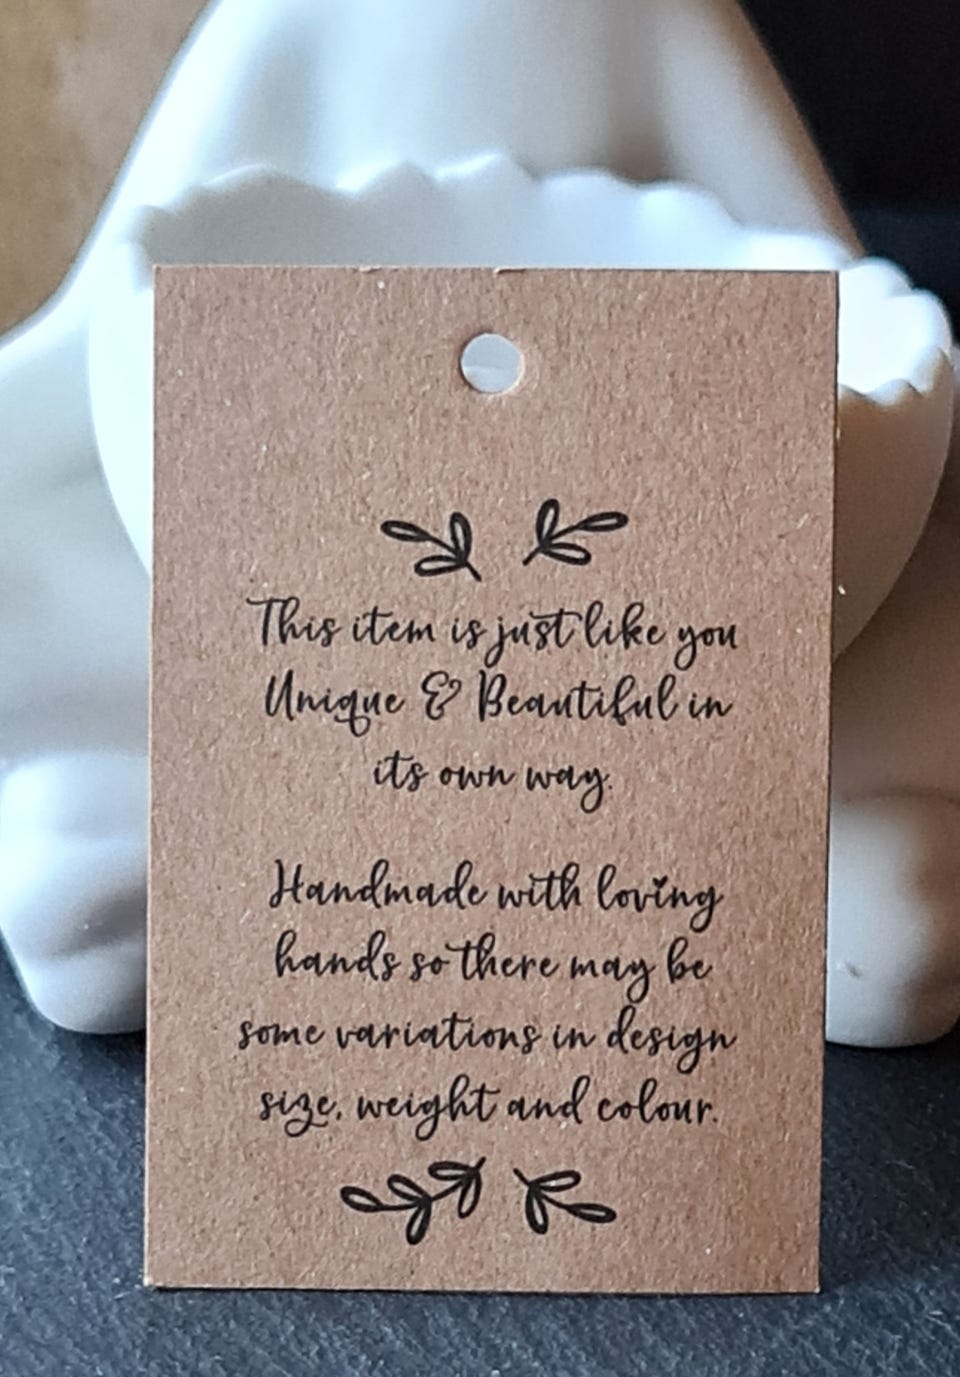 This item is just like you
Unique & Beautiful in
its own way.
Handmade with loving
hands so there may be
some variations in design
size, weight and colour.